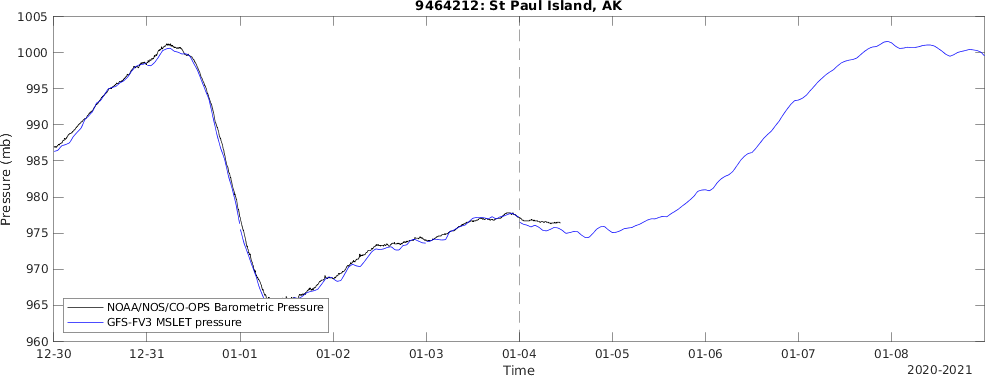 9464212: St Paul Island, AK
1005
1000
995
990
985
980
975
970
965
960
Pressure (mb)
NOAA/NOS/CO-OPS Barometric Pressure
GFS-FV3 MSLET pressure
12-30 12-31 01-01 01-02 01-03 01-04 01-05 01-06 01-07 01-08
Time
2020-2021